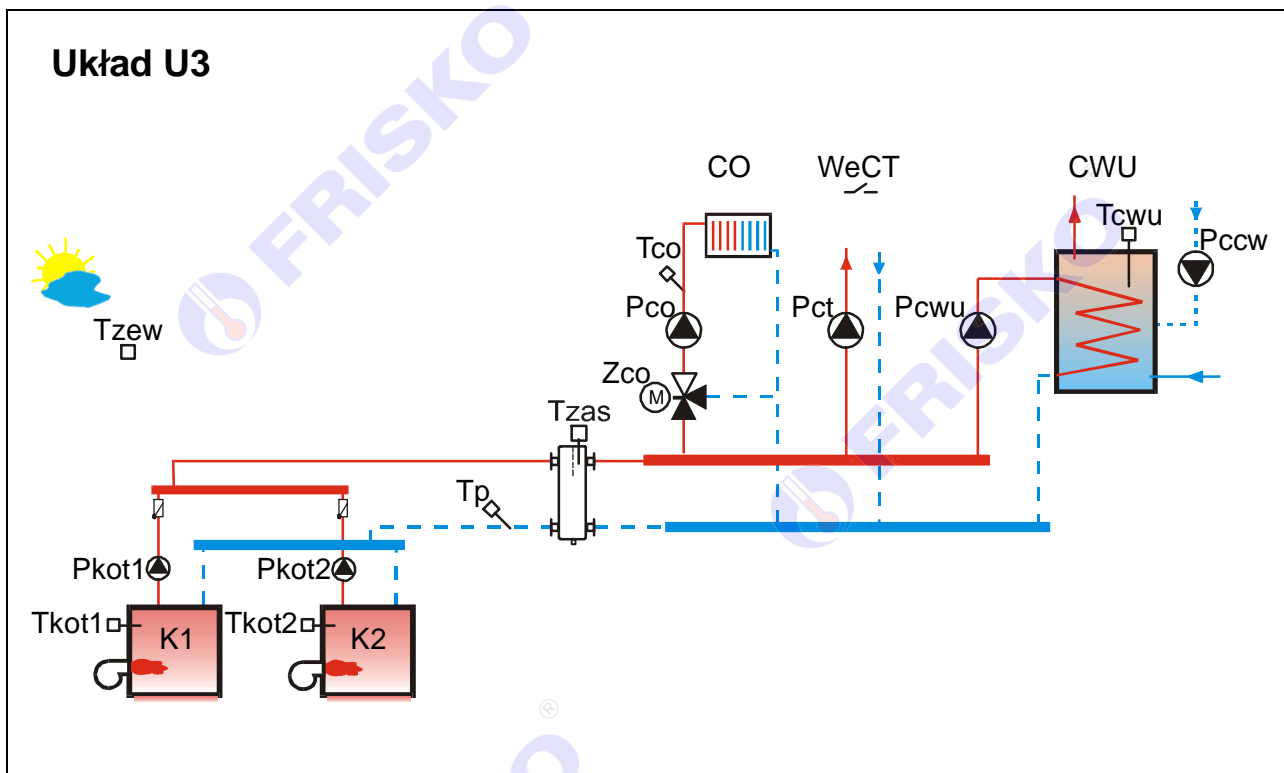 Układ U3
FRISKO
CO
WeCT
CWU
Tco
Tcwu
Pccw
Pco
Pct
Pcwu
Tzew
Zco
M
Tzas
FRISKO
Tp
Pkot1
Pkot2
Tkot1
K1
Tkot2
K2
®